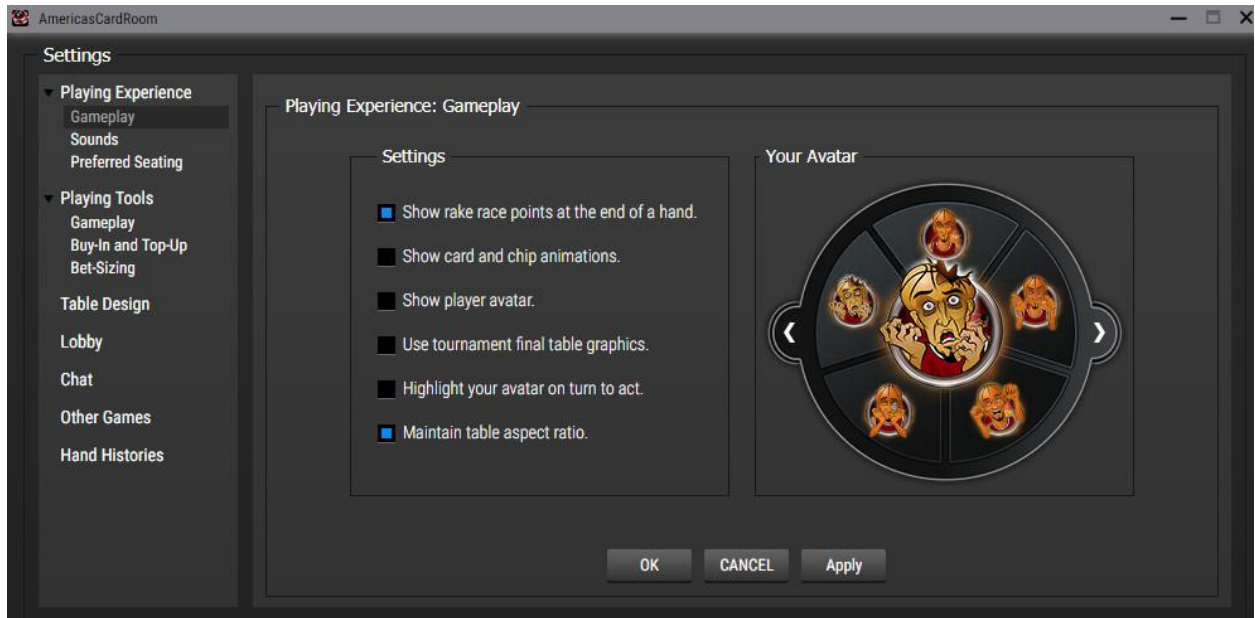 AmericasCardRoom
Settings
Playing Experience
Gameplay
Sounds
Preferred Seating
Playing Tools
Gameplay
Buy-In and Top-Up
Bet-Sizing
Table Design
Lobby
Chat
Other Games
Hand Histories
Playing Experience: Gameplay
Settings
Show rake race points at the end of a hand.
Show card and chip animations.
Show player avatar.
Use tournament final table graphics.
Highlight your avatar on turn to act.
Maintain table aspect ratio.
Your Avatar
OK
CANCEL
Apply